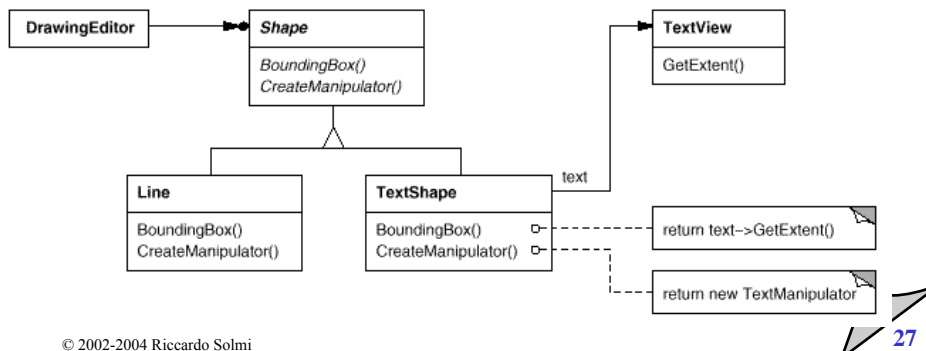 DrawingEditor
Shape
BoundingBox()
CreateManipulator()
TextView
GetExtent()
Line
BoundingBox()
CreateManipulator()
TextShape
BoundingBox()
CreateManipulator()
text
return text->GetExtent()
return new TextManipulator
© 2002-2004 Riccardo Solmi
27